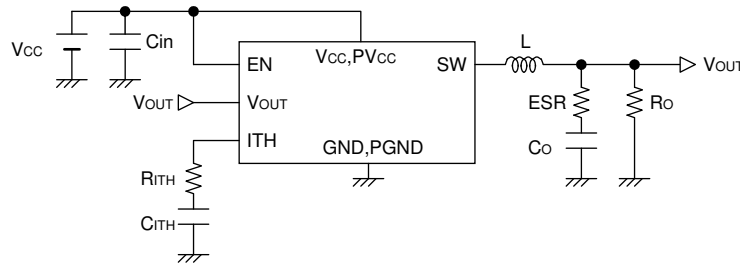 VCC
Cin
EN
VCC,PVCC
SW
L
VOUT
VOUT
VOUT
ESR
RO
CO
ITH
GND,PGND
RITH
CITH